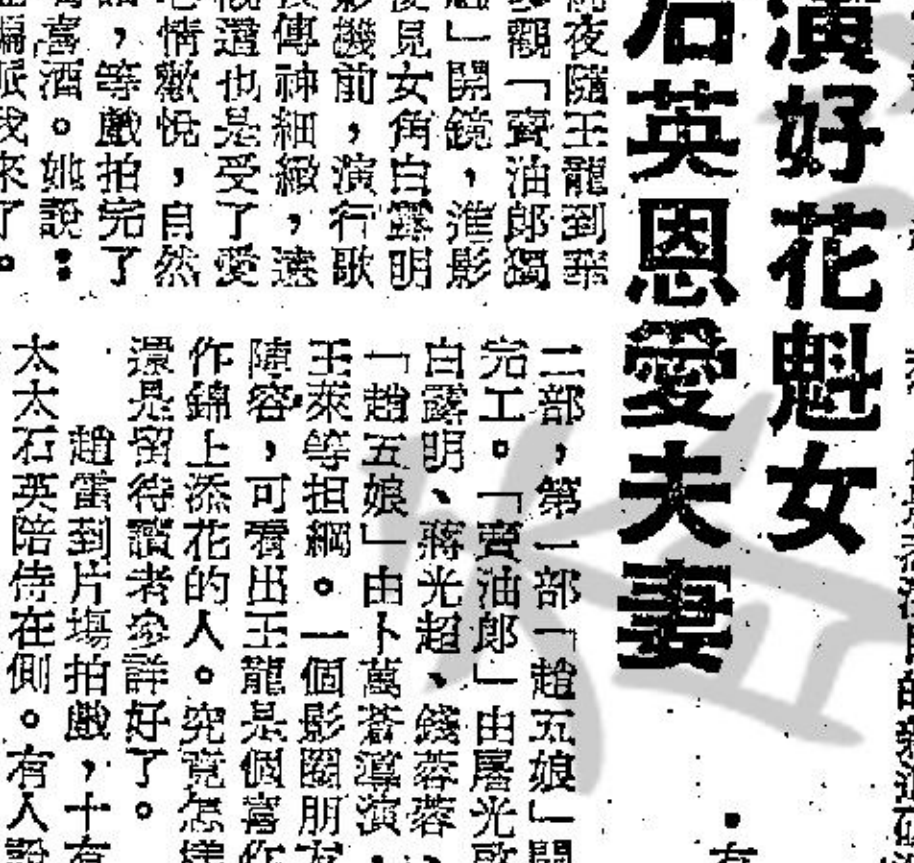 演好花魁女
后英恩愛夫妻
夜隨王龍到華
觀「賣油郎獨
」開鏡,進影
見女角白露明
影機前,演行歌
傳神細緻,遠
還也是受了愛
情歡悅,自然
,等戲拍完了
喜酒。她說:
派我來了。
二部,第一部「趙五娘」開
完工。「賣油郎」由屠光啟
白露明、蔣光超、錢蓉蓉、
「趙五娘」由卜萬蒼導演,
王萊等担綱。一個影圈朋友
陣容,可看出王龍是個喜作
作錦上添花的人。究竟怎樣
還是留待讀者參詳好了。
趙雷到片場拍戲,十有
太太石英陪侍在側。有人說